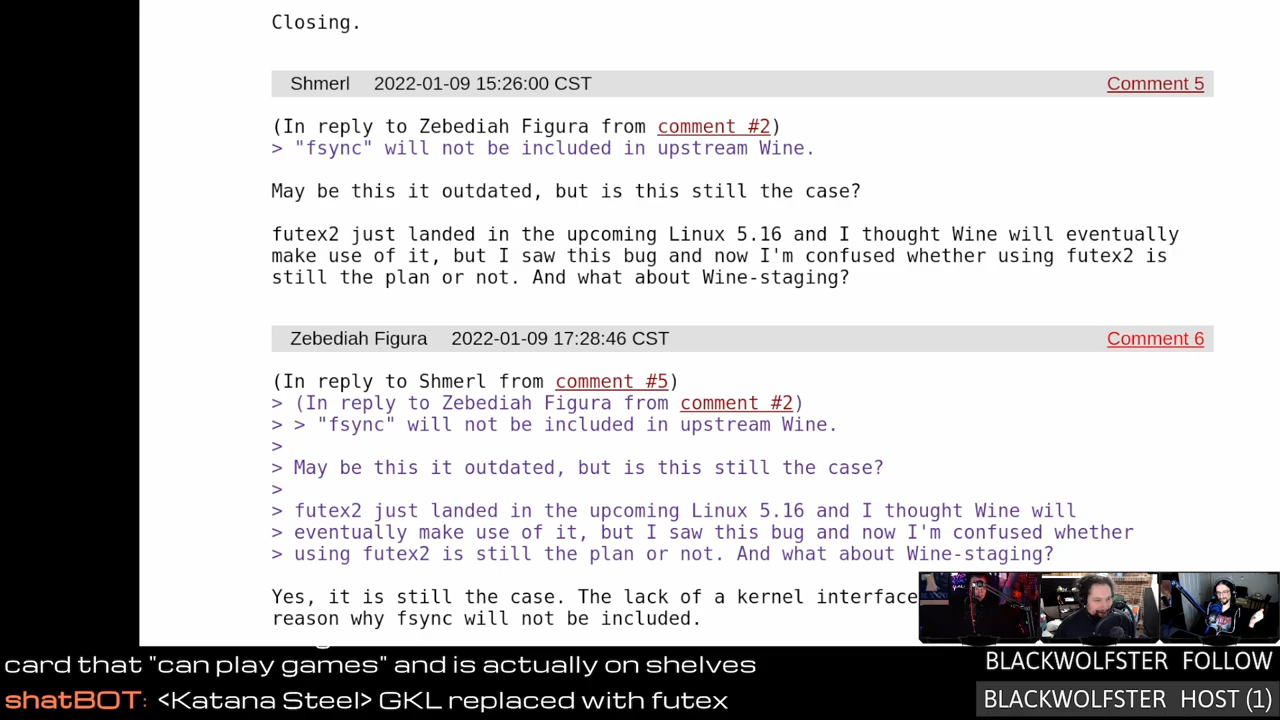 Closing.
Shmerl 2022-01-09 15:26:00 CST Comment 5
(In reply to Zebediah Figura from comment #2)
> "fsync" will not be included in upstream Wine.
May be this it outdated, but is this still the case?
futex2 just landed in the upcoming Linux 5.16 and I thought Wine will eventually
make use of it, but I saw this bug and now I'm confused whether using futex2 is
still the plan or not. And what about Wine-staging?
Zebediah Figura 2022-01-09 17:28:46 CST Comment 6
(In reply to Shmerl from comment #5)
> (In reply to Zebediah Figura from comment #2)
> > "fsync" will not be included in upstream Wine.
>
> May be this it outdated, but is this still the case?
>
> futex2 just landed in the upcoming Linux 5.16 and I thought Wine will
> eventually make use of it, but I saw this bug and now I'm confused whether
> using futex2 is still the plan or not. And what about Wine-staging?
Yes, it is still the case. The lack of a kernel interface
reason why fsync will not be included.
card that "can play games" and is actually on shelves
shatBOT: <Katana Steel> GKL replaced with futex
BLACKWOLFSTER FOLLOW
BLACKWOLFSTER HOST (1)